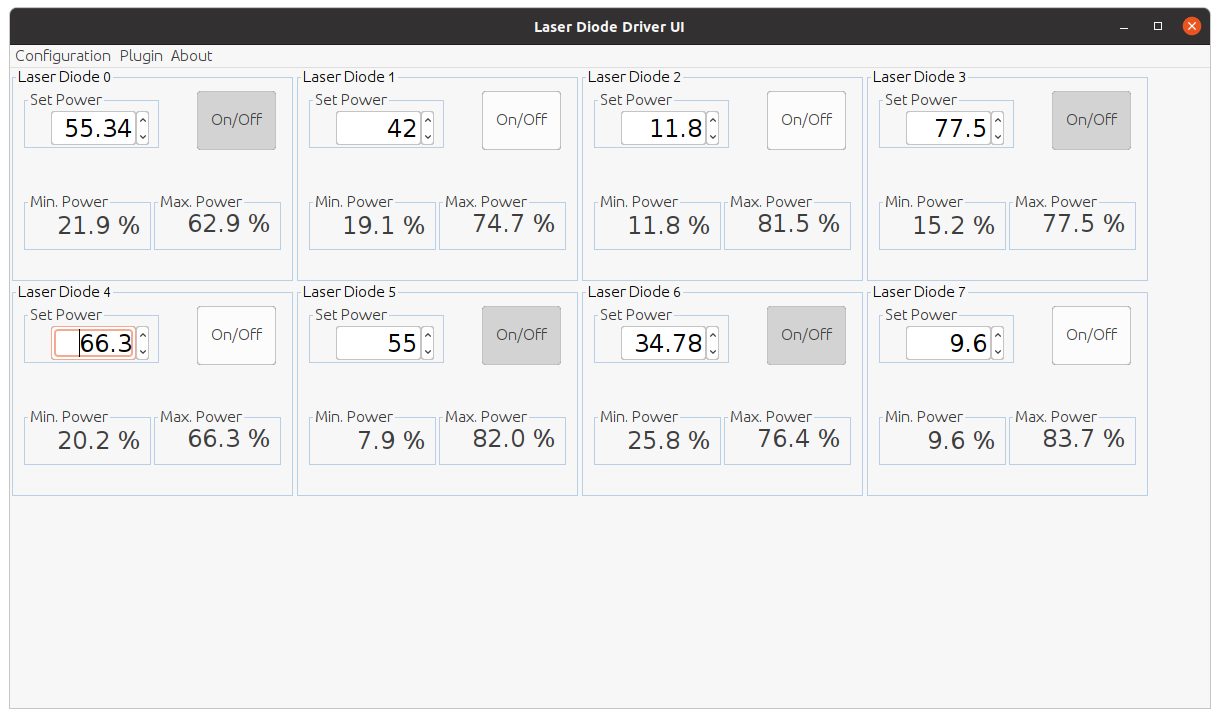 Laser Diode Driver UI
Configuration Plugin About
Laser Diode 0
Set Power
55.34
On/Off
Min. Power
21.9 %
Max. Power
62.9 %
Laser Diode 1
Set Power
42
On/Off
Min. Power
19.1 %
Max. Power
74.7 %
Laser Diode 2
Set Power
11.8
On/Off
Min. Power
11.8 %
Max. Power
81.5 %
Laser Diode 3
Set Power
77.5
On/Off
Min. Power
15.2 %
Max. Power
77.5 %
Laser Diode 4
Set Power
66.3
On/Off
Min. Power
20.2 %
Max. Power
66.3 %
Laser Diode 5
Set Power
55
On/Off
Min. Power
7.9 %
Max. Power
82.0 %
Laser Diode 6
Set Power
34.78
On/Off
Min. Power
25.8 %
Max. Power
76.4 %
Laser Diode 7
Set Power
9.6
On/Off
Min. Power
9.6 %
Max. Power
83.7 %